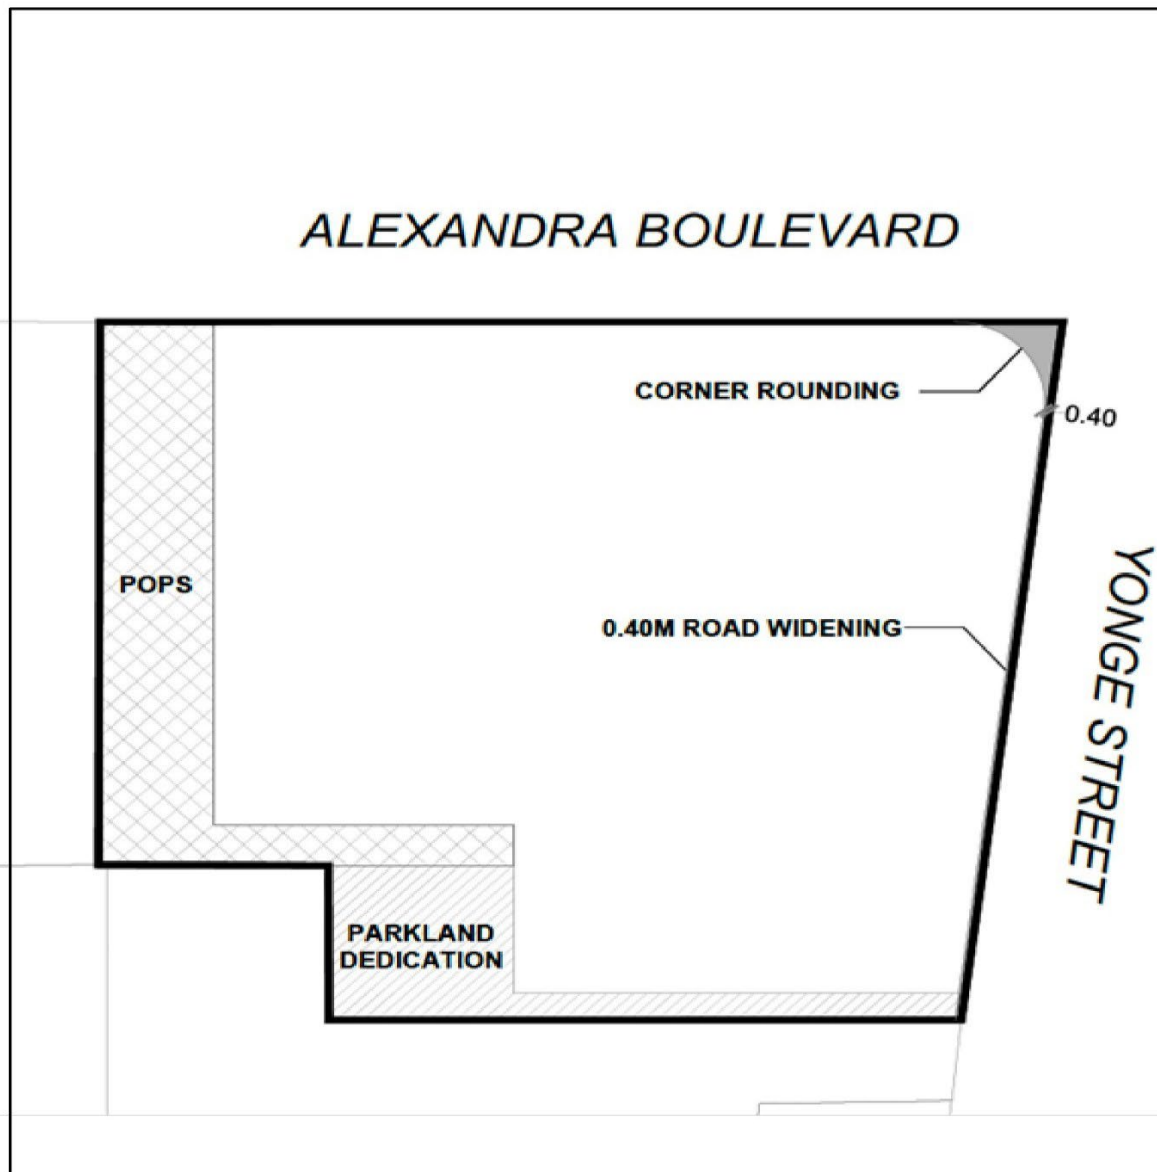 ALEXANDRA BOULEVARD
CORNER ROUNDING
0.40
POPS
0.40M ROAD WIDENING
YONGE STREET
PARKLAND
DEDICATION